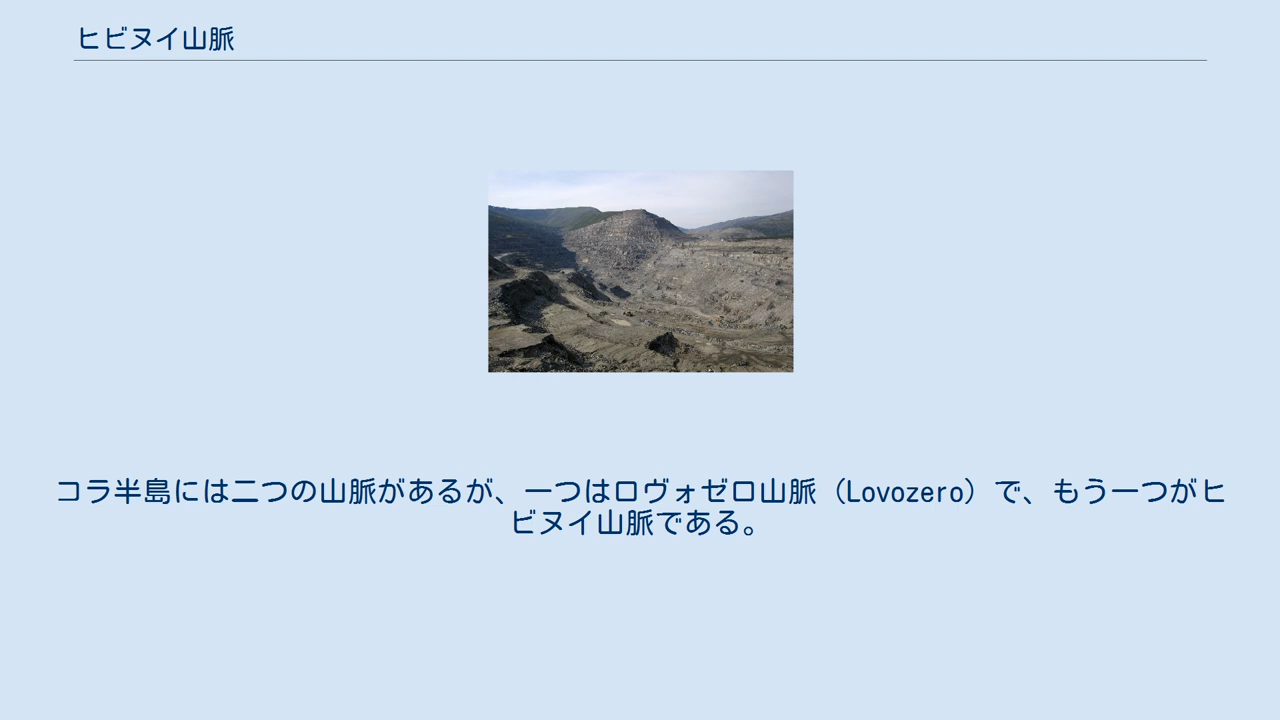 ヒビヌイ山脈
コラ半島には二つの山脈があるが、一つはロヴォゼロ山脈（Lovozero）で、もう一つがヒ
ビヌイ山脈である。